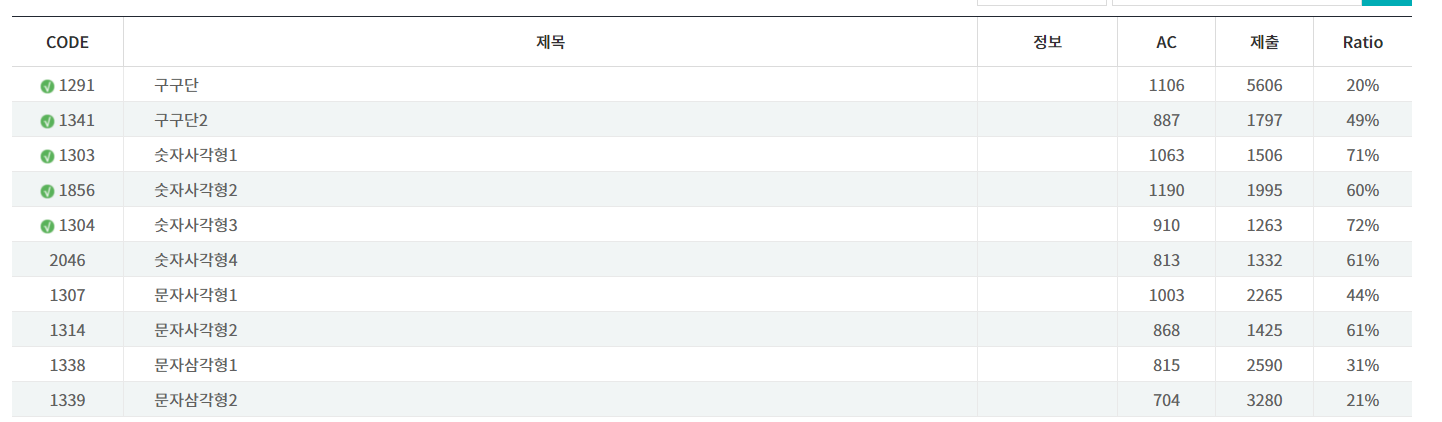 CODE 제목 정보 AC 제출 Ratio
1291 구구단 1106 5606 20%
1341 구구단2 887 1797 49%
1303 숫자사각형1 1063 1506 71%
1856 숫자사각형2 1190 1995 60%
1304 숫자사각형3 910 1263 72%
2046 숫자사각형4 813 1332 61%
1307 문자사각형1 1003 2265 44%
1314 문자사각형2 868 1425 61%
1338 문자삼각형1 815 2590 31%
1339 문자삼각형2 704 3280 21%